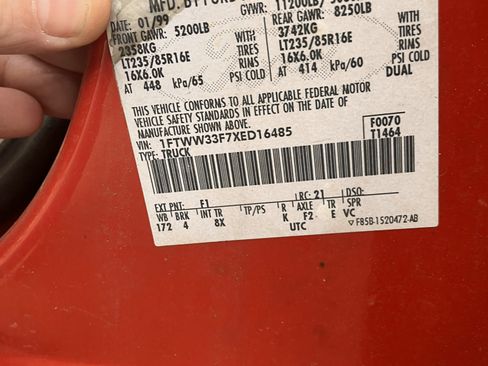 MFD. BY FORD
GVWR: 11200LB/
01/99
FRONT GAWR: 5200LB
REAR GAWR: 8250LB
2358KG WITH 3742KG WITH
LT235/85R16E TIRES LT235/85R16E TIRES
16X6.0K RIMS 16X6.0K RIMS
AT 448 kPa/65 PSI COLD AT 414 kPa/60 PSI COLD
DUAL
THIS VEHICLE CONFORMS TO ALL APPLICABLE FEDERAL MOTOR
VEHICLE SAFETY STANDARDS IN EFFECT ON THE DATE OF
MANUFACTURE SHOWN ABOVE.
VIN: 1FTWW33F7XED16485 F0070
TYPE: TRUCK T1464
EXT PNT: F1 RC: 21 DSO:
WB BRK INT TR TP/PS R AXLE TR SPR
172 4 8X K F2 E VC
UTC ▽ F85B-1520472-AB